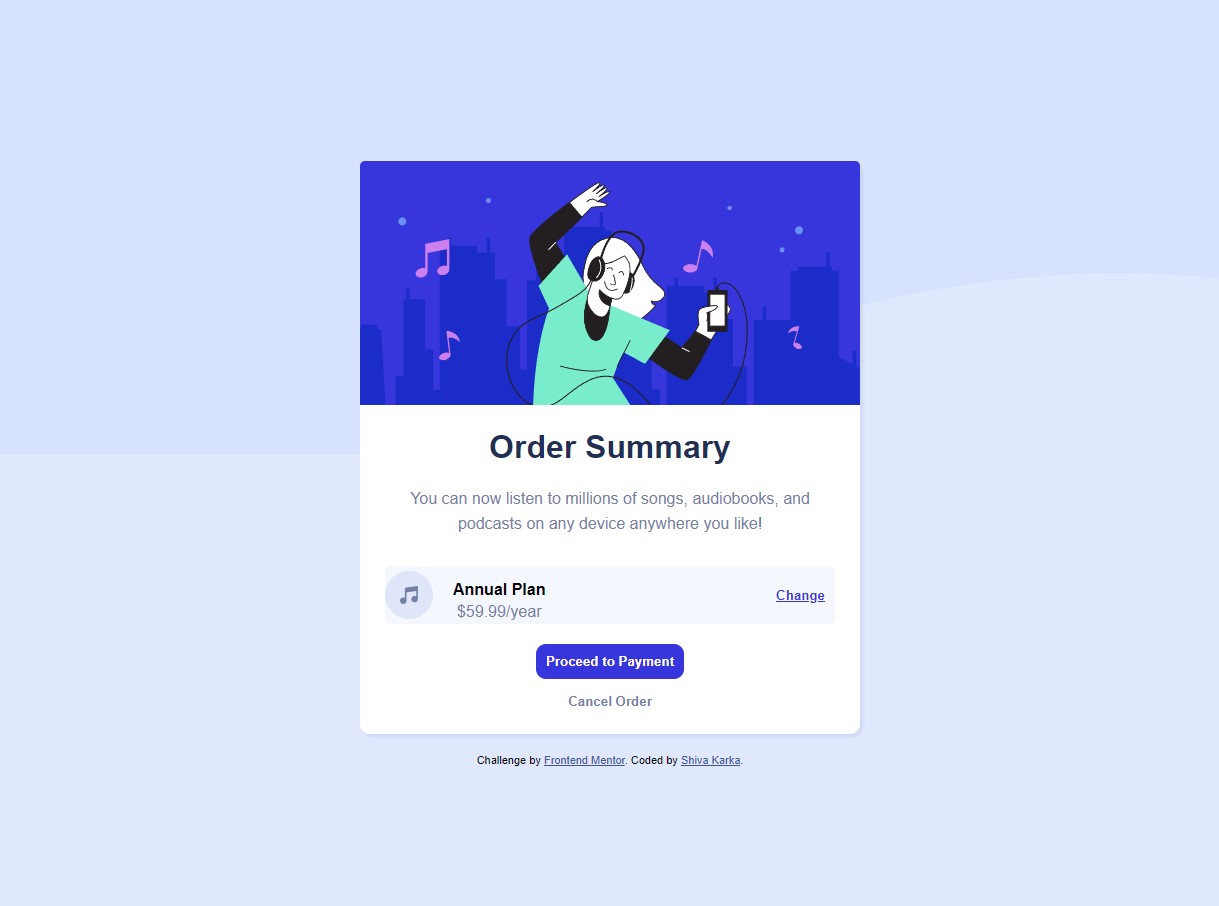 Order Summary
You can now listen to millions of songs, audiobooks, and
podcasts on any device anywhere you like!
Annual Plan
$59.99/year
Change
Proceed to Payment
Cancel Order
Challenge by Frontend Mentor. Coded by Shiva Karka.